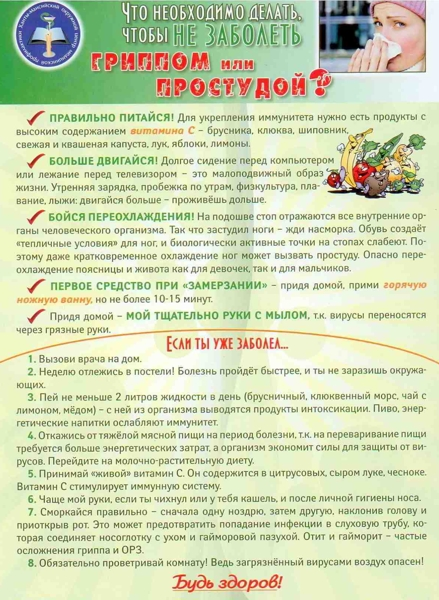 Что необходимо делать,
чтобы НЕ ЗАБОЛЕТЬ
ГРИППОМ или
ПРОСТУДОЙ?
ПРАВИЛЬНО ПИТАЙСЯ! Для укрепления иммунитета нужно есть продукты с
высоким содержанием витамина С – брусника, клюква, шиповник,
свежая и квашеная капуста, лук, яблоки, лимоны.
БОЛЬШЕ ДВИГАЙСЯ! Долгое сидение перед компьютером
или лежание перед телевизором – это малоподвижный образ
жизни. Утренняя зарядка, пробежка по утрам, физкультура, пла-
вание, лыжи: двигайся больше – проживёшь дольше.
БОЙСЯ ПЕРЕОХЛАЖДЕНИЯ! На подошве стоп отражаются все внутренние ор-
ганы человеческого организма. Так что застудил ноги – жди насморка. Обувь создаёт
«тепличные условия» для ног, и биологически активные точки на стопах слабеют. По-
этому даже кратковременное охлаждение ног может вызвать простуду. Опасно пере-
охлаждение поясницы и живота как для девочек, так и для мальчиков.
ПЕРВОЕ СРЕДСТВО ПРИ «ЗАМЕРЗАНИИ» – придя домой, прими горячую
ножную ванну, но не более 10-15 минут.
Придя домой – МОЙ ТЩАТЕЛЬНО РУКИ С МЫЛОМ, т.к. вирусы переносятся
через грязные руки.
Если ты уже заболел...
1. Вызови врача на дом.
2. Неделю отлежись в постели! Болезнь пройдёт быстрее, и ты не заразишь окружа-
ющих.
3. Пей не меньше 2 литров жидкости в день (брусничный, клюквенный морс, чай с
лимоном, мёдом) – с ней из организма выводятся продукты интоксикации. Пиво, энер-
гетические напитки ослабляют иммунитет.
4. Откажись от тяжёлой мясной пищи на период болезни, т.к. на переваривание пищи
требуется больше энергетических затрат, а организм экономит силы для защиты от ви-
русов. Перейдите на молочно-растительную диету.
5. Принимай «живой» витамин С. Он содержится в цитрусовых, сыром луке, чесноке.
Витамин С стимулирует иммунную систему.
6. Чаще мой руки, если ты чихнул или у тебя кашель, и после личной гигиены носа.
7. Сморкайся правильно – сначала одну ноздрю, затем другую, наклонив голову и
приоткрыв рот. Это может предотвратить попадание инфекции в слуховую трубу, ко-
торая соединяет носоглотку с ухом и гайморовой пазухой. Отит и гайморит – частые
осложнения гриппа и ОРЗ.
8. Обязательно проветривай комнату! Ведь загрязнённый вирусами воздух опасен!
Будь здоров!